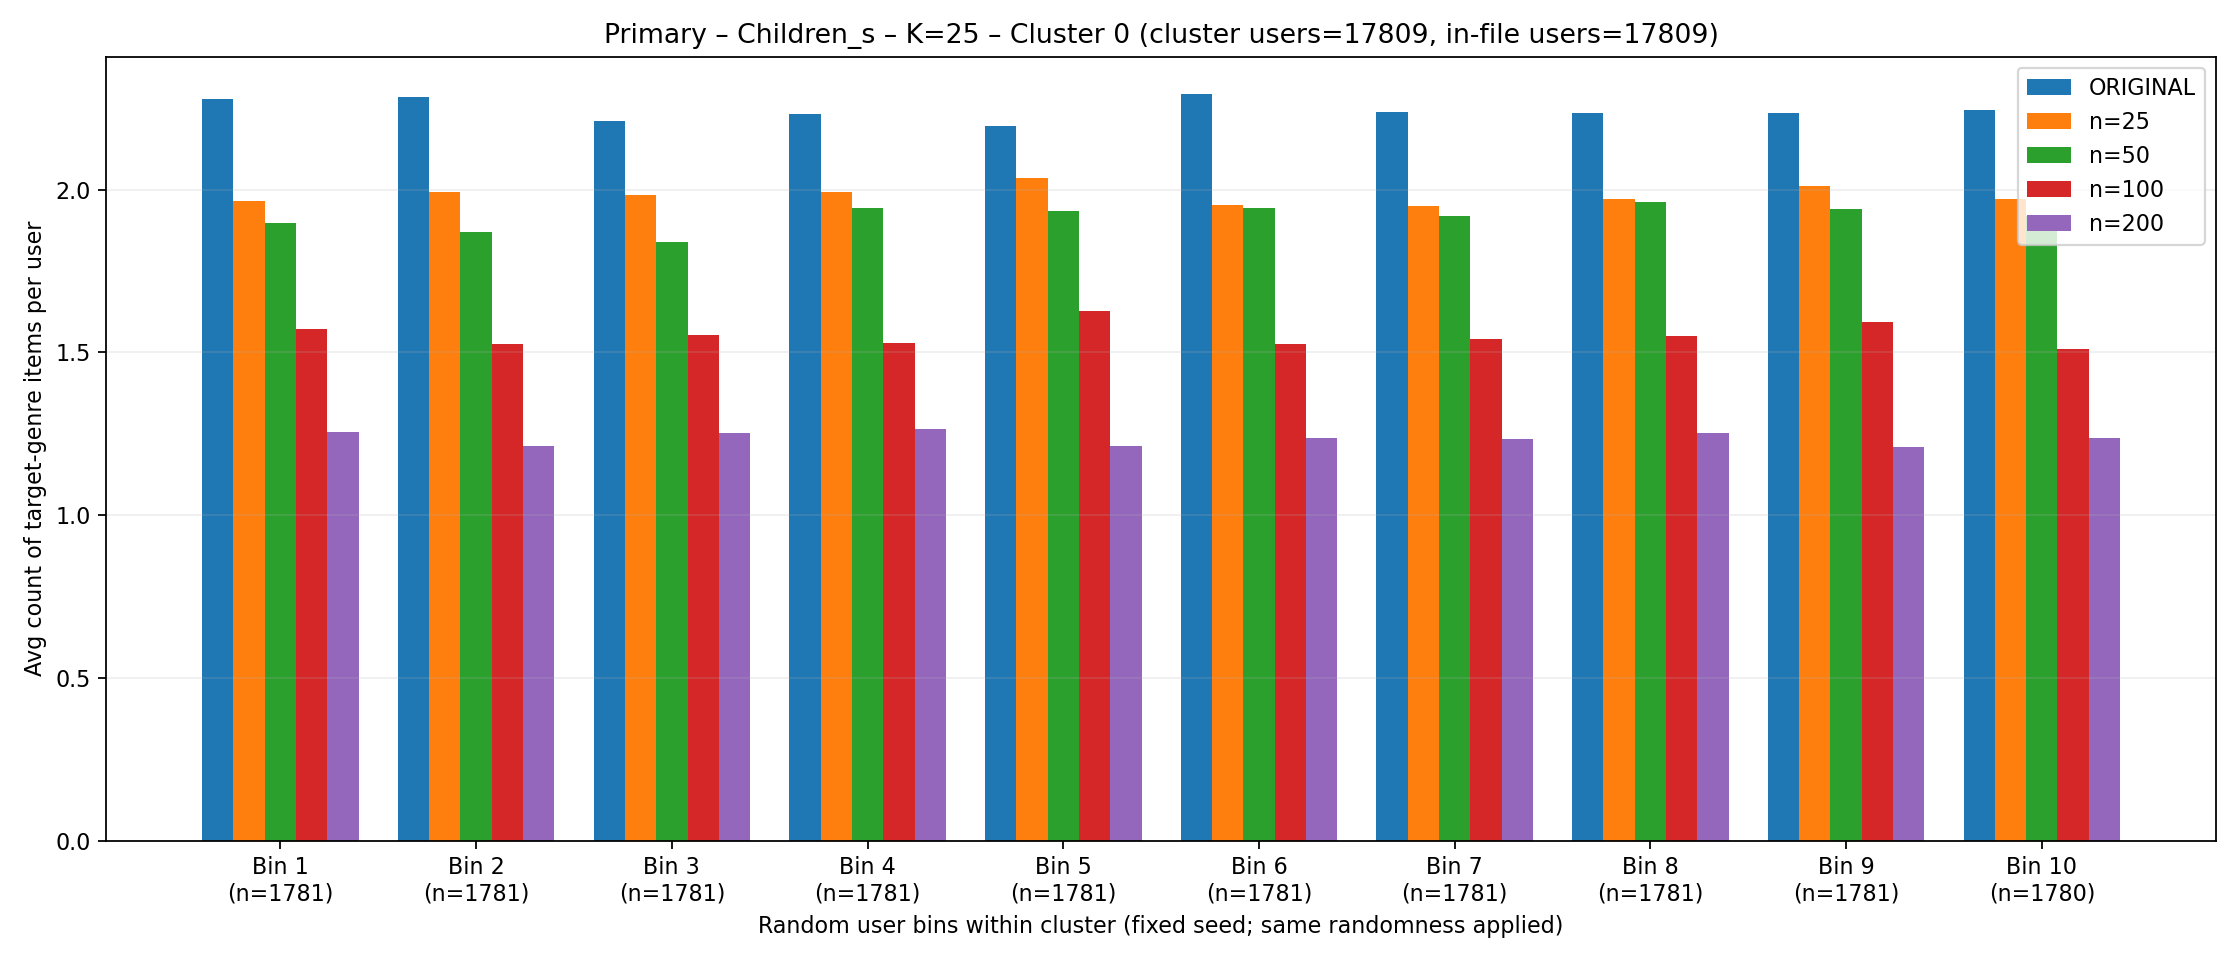 Primary – Children_s – K=25 – Cluster 0 (cluster users=17809, in-file users=17809)
Avg count of target-genre items per user
2.0
1.5
1.0
0.5
0.0
ORIGINAL
n=25
n=50
n=100
n=200
Bin 1
(n=1781)
Bin 2
(n=1781)
Bin 3
(n=1781)
Bin 4
(n=1781)
Bin 5
(n=1781)
Bin 6
(n=1781)
Bin 7
(n=1781)
Bin 8
(n=1781)
Bin 9
(n=1781)
Bin 10
(n=1780)
Random user bins within cluster (fixed seed; same randomness applied)